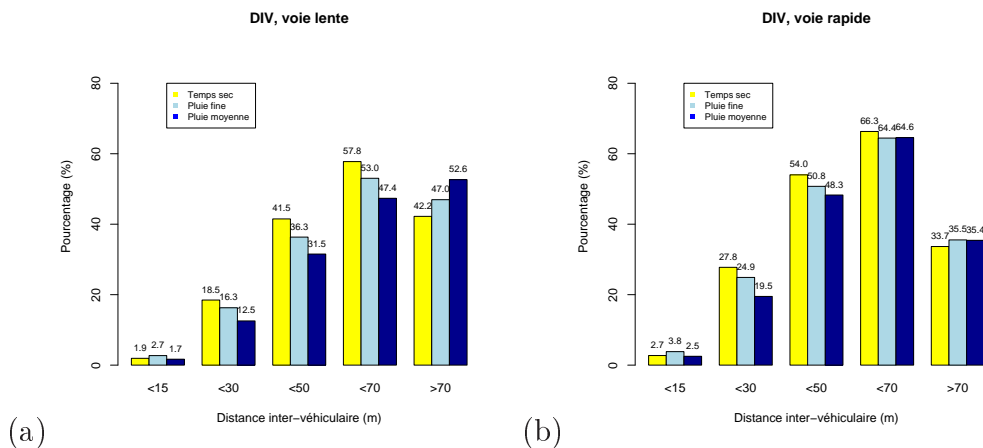 DIV, voie lente
Pourcentage (%)
80
60
40
20
0
Temps sec
Pluie fine
Pluie moyenne
1.9 2.7 1.7
18.5 16.3 12.5
41.5 36.3 31.5
57.8 53.0 47.4
42.2 47.0 52.6
<15 <30 <50 <70 >70
Distance inter−véhiculaire (m)
(a)
DIV, voie rapide
Pourcentage (%)
80
60
40
20
0
Temps sec
Pluie fine
Pluie moyenne
2.7 3.8 2.5
27.8 24.9 19.5
54.0 50.8 48.3
66.3 64.4 64.6
33.7 35.5 35.4
<15 <30 <50 <70 >70
Distance inter−véhiculaire (m)
(b)